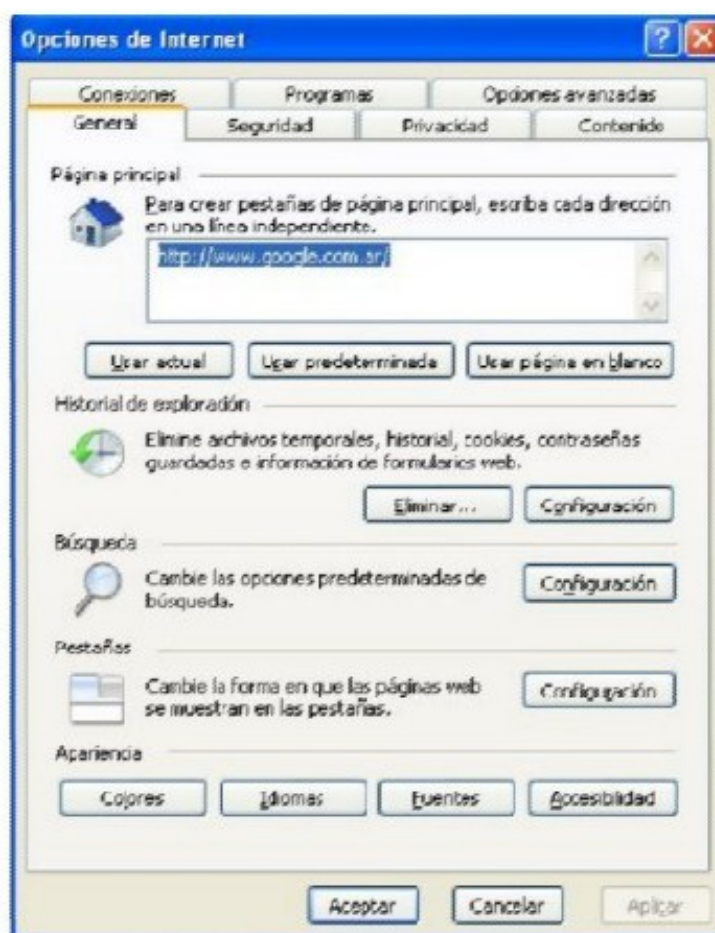 Opciones de Internet
Conexiones Programas Opciones avanzadas
General Seguridad Privacidad Contenido
Página principal
Para crear pestañas de página principal, escriba cada dirección
en una línea independiente.
http://www.google.com.ar/
Usar actual Usar predeterminada Usar página en blanco
Historial de exploración
Elimine archivos temporales, historial, cookies, contraseñas
guardadas e información de formularios web.
Eliminar... Configuración
Búsqueda
Cambie las opciones predeterminadas de
búsqueda.
Configuración
Pestañas
Cambie la forma en que las páginas web
se muestran en las pestañas.
Configuración
Apariencia
Colores Idiomas Fuentes Accesibilidad
Aceptar Cancelar Aplicar